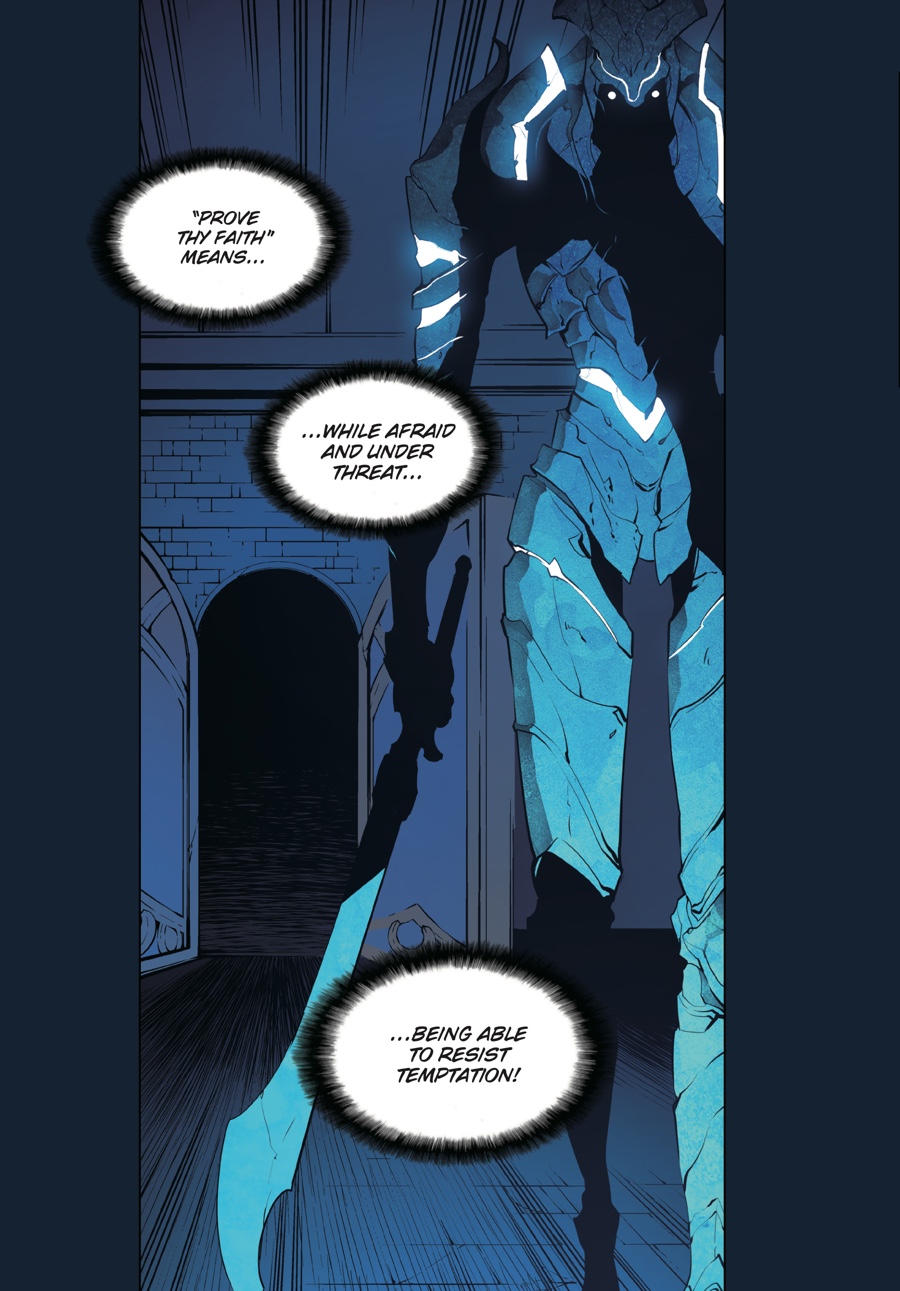 "PROVE
THY FAITH"
MEANS...
...WHILE AFRAID
AND UNDER
THREAT...
...BEING ABLE
TO RESIST
TEMPTATION!